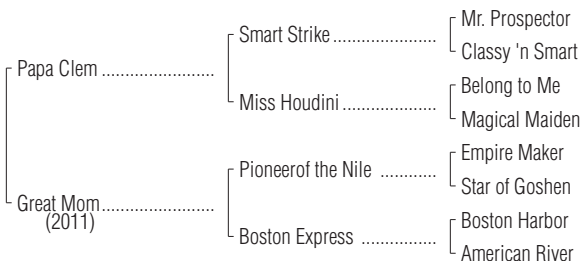 Papa Clem ........................
Great Mom ........................
(2011)
Smart Strike ......................
Miss Houdini ....................
Pioneerof the Nile ............
Boston Express ................
Mr. Prospector
Classy 'n Smart
Belong to Me
Magical Maiden
Empire Maker
Star of Goshen
Boston Harbor
American River